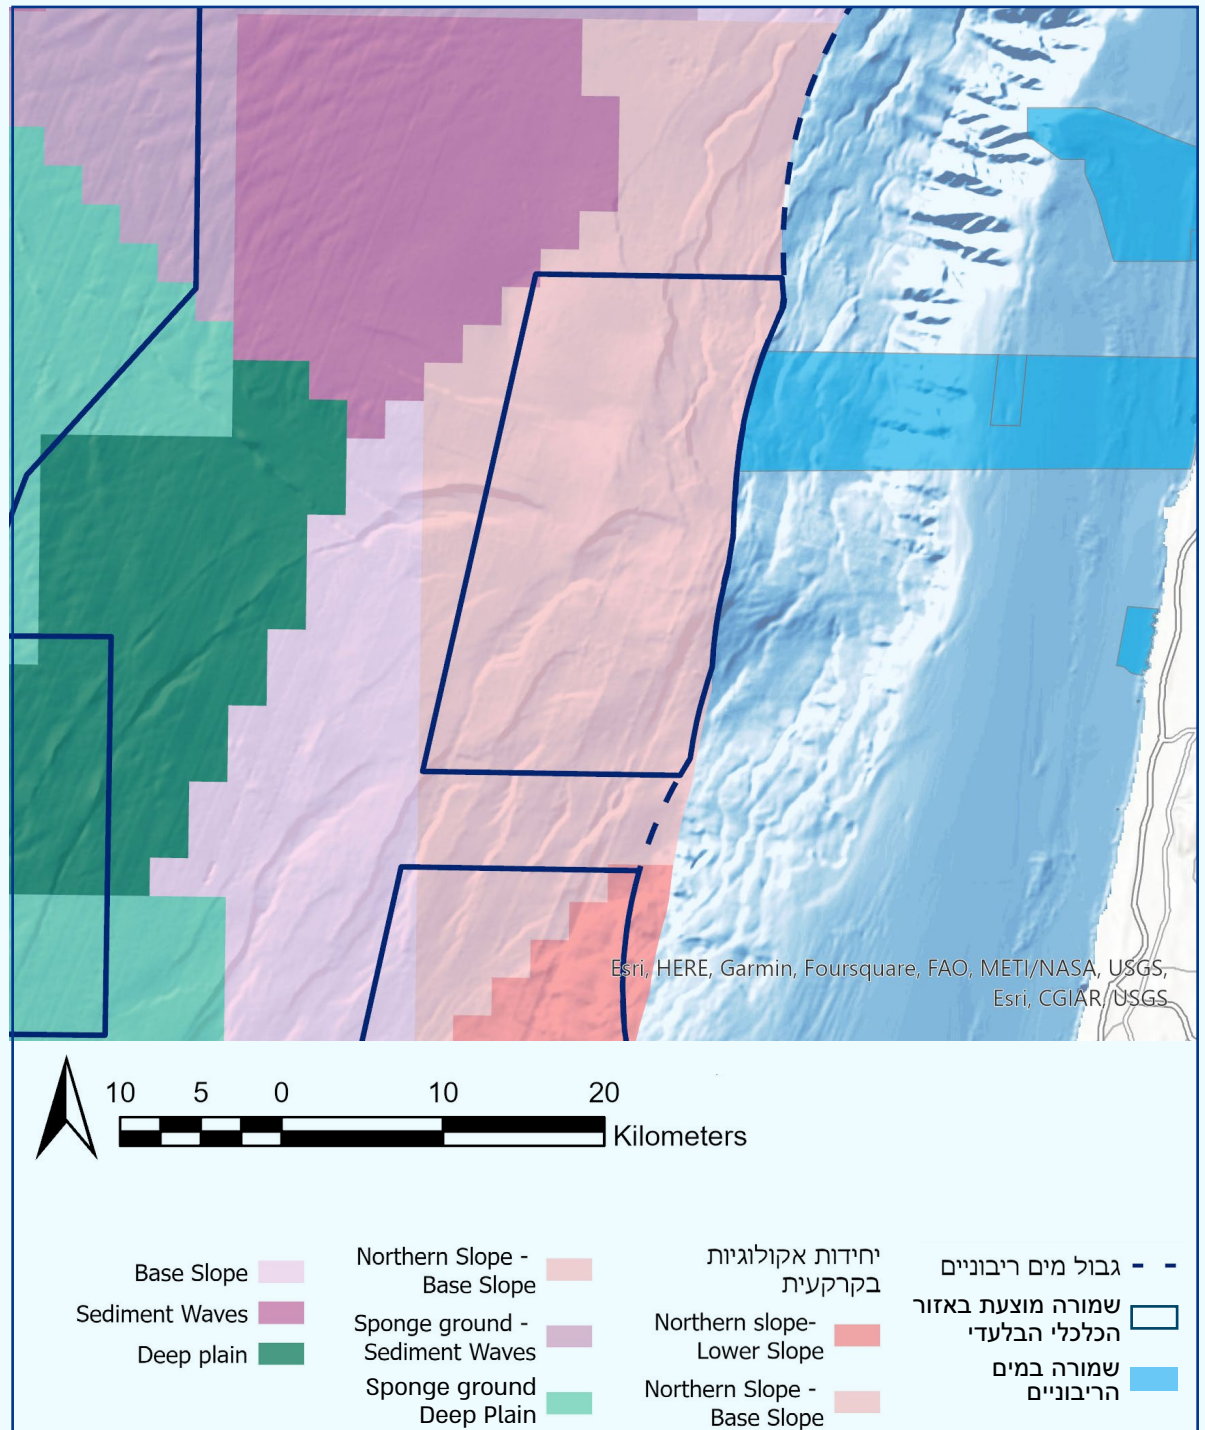 Esri, HERE, Garmin, Foursquare, FAO, METI/NASA, USGS,
Esri, CGIAR, USGS
10 5 0 10 20
Kilometers
גבול מים ריבוניים
שמורה מוצעת באזור
הכלכלי הבלעדי
שמורה במים
הריבוניים
יחידות אקולוגיות
בקרקעית
Northern slope-
Lower Slope
Northern Slope -
Base Slope
Northern Slope -
Base Slope
Sponge ground -
Sediment Waves
Sponge ground
Deep Plain
Base Slope
Sediment Waves
Deep plain